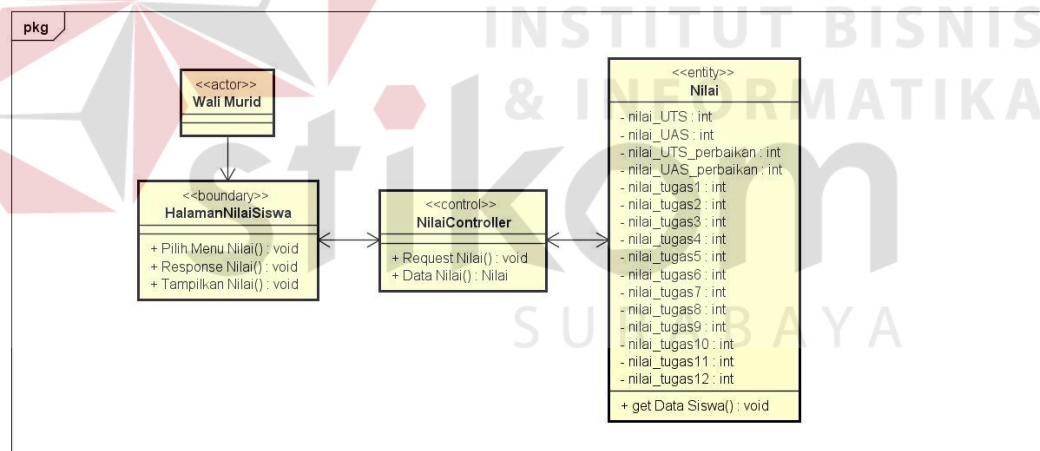 pkg
INSTITUT BISNIS
& INFORMATIKA
stikom
SURABAYA
<<actor>>
Wali Murid
<<boundary>>
HalamanNilaiSiswa
+ Pilih Menu Nilai() : void
+ Response Nilai() : void
+ Tampilkan Nilai() : void
<<control>>
NilaiController
+ Request Nilai() : void
+ Data Nilai() : Nilai
<<entity>>
Nilai
- nilai_UTS : int
- nilai_UAS : int
- nilai_UTS_perbaikan : int
- nilai_UAS_perbaikan : int
- nilai_tugas1 : int
- nilai_tugas2 : int
- nilai_tugas3 : int
- nilai_tugas4 : int
- nilai_tugas5 : int
- nilai_tugas6 : int
- nilai_tugas7 : int
- nilai_tugas8 : int
- nilai_tugas9 : int
- nilai_tugas10 : int
- nilai_tugas11 : int
- nilai_tugas12 : int
+ get Data Siswa() : void